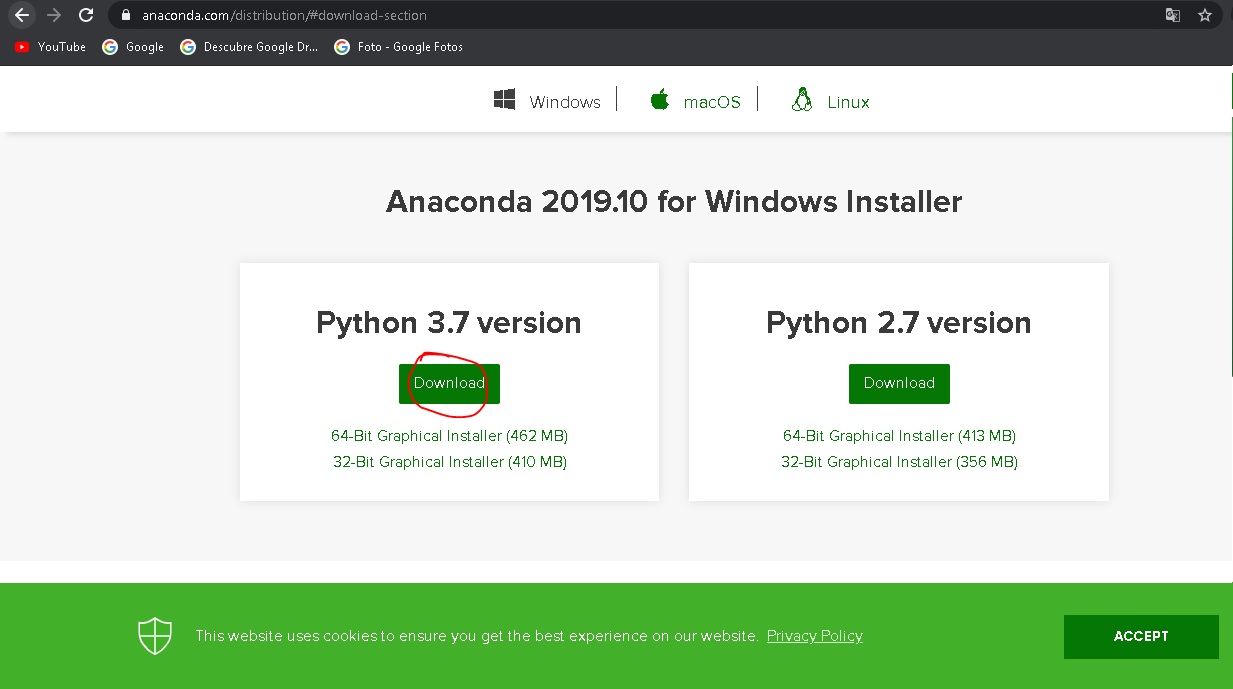 anaconda.com/distribution/#download-section
YouTube Google Descubre Google Dr... Foto - Google Fotos
Windows macOS Linux
Anaconda 2019.10 for Windows Installer
Python 3.7 version
Download
64-Bit Graphical Installer (462 MB)
32-Bit Graphical Installer (410 MB)
Python 2.7 version
Download
64-Bit Graphical Installer (413 MB)
32-Bit Graphical Installer (356 MB)
This website uses cookies to ensure you get the best experience on our website. Privacy Policy
ACCEPT